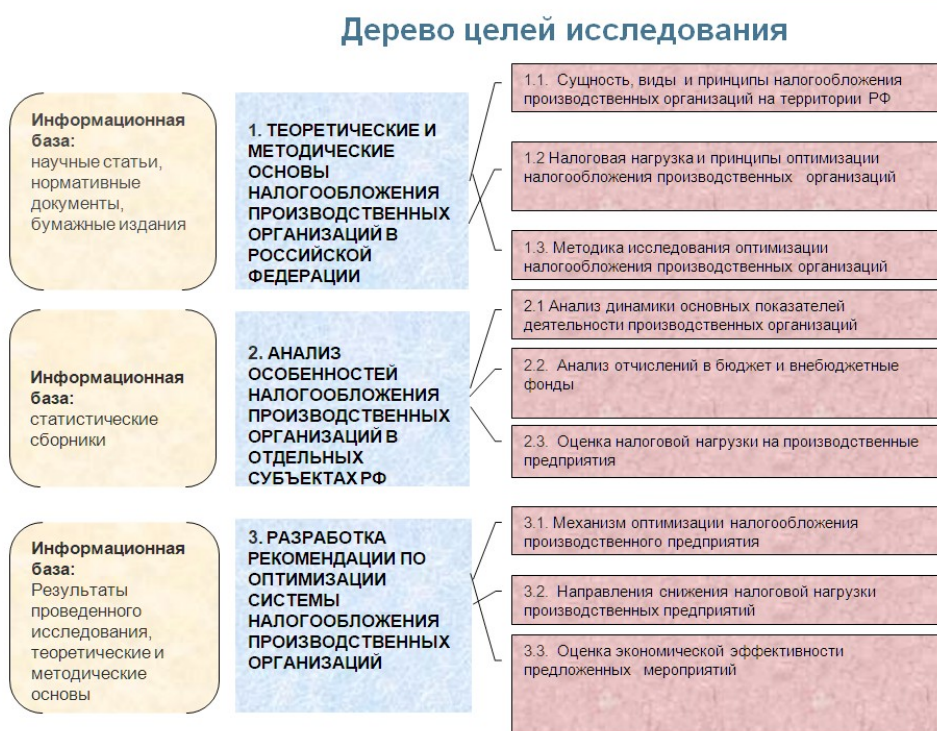 Дерево целей исследования
Информационная
база:
научные статьи,
нормативные
документы,
бумажные издания
1. ТЕОРЕТИЧЕСКИЕ И
МЕТОДИЧЕСКИЕ
ОСНОВЫ
НАЛОГООБЛОЖЕНИЯ
ПРОИЗВОДСТВЕННЫХ
ОРГАНИЗАЦИЙ В
РОССИЙСКОЙ
ФЕДЕРАЦИИ
1.1. Сущность, виды и принципы налогообложения
производственных организаций на территории РФ
1.2 Налоговая нагрузка и принципы оптимизации
налогообложения производственных организаций
1.3. Методика исследования оптимизации
налогообложения производственных организаций
Информационная
база:
статистические
сборники
2. АНАЛИЗ
ОСОБЕННОСТЕЙ
НАЛОГООБЛОЖЕНИЯ
ПРОИЗВОДСТВЕННЫХ
ОРГАНИЗАЦИЙ В
ОТДЕЛЬНЫХ
СУБЪЕКТАХ РФ
2.1 Анализ динамики основных показателей
деятельности производственных организаций
2.2. Анализ отчислений в бюджет и внебюджетные
фонды
2.3. Оценка налоговой нагрузки на производственные
предприятия
Информационная
база:
Результаты
проведенного
исследования,
теоретические и
методические
основы
3. РАЗРАБОТКА
РЕКОМЕНДАЦИИ ПО
ОПТИМИЗАЦИИ
СИСТЕМЫ
НАЛОГООБЛОЖЕНИЯ
ПРОИЗВОДСТВЕННЫХ
ОРГАНИЗАЦИЙ
3.1. Механизм оптимизации налогообложения
производственного предприятия
3.2. Направления снижения налоговой нагрузки
производственных предприятий
3.3. Оценка экономической эффективности
предложенных мероприятий